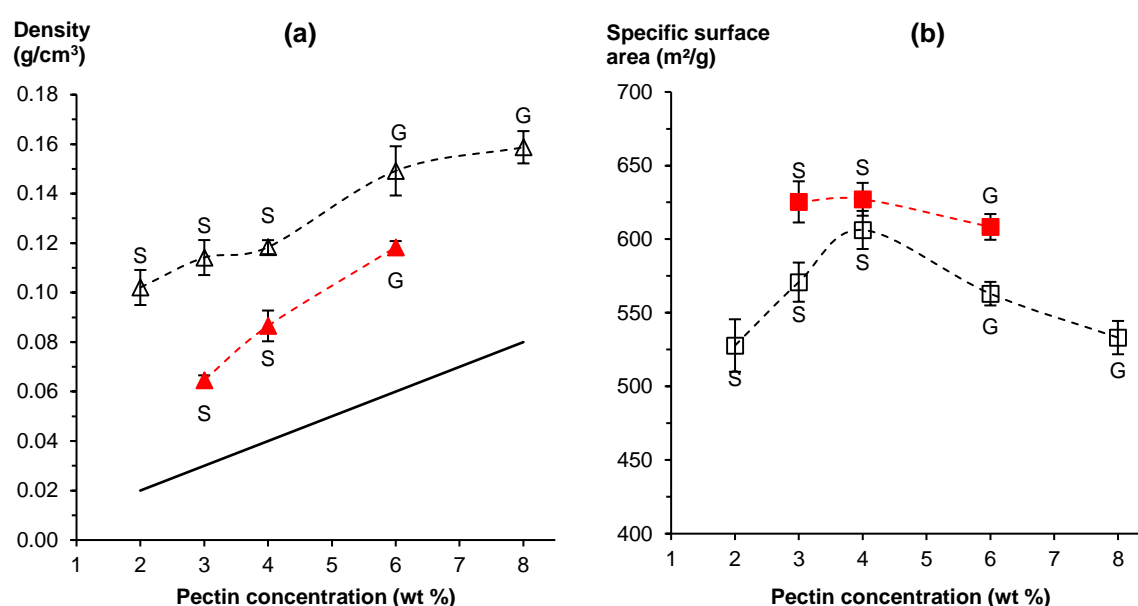 Density
(g/cm³)
(a)
0.18
0.16
0.14
0.12
0.10
0.08
0.06
0.04
0.02
0.00
S
S
S
G
G
S
S
G
1 2 3 4 5 6 7 8
Pectin concentration (wt %)
Specific surface
area (m²/g)
(b)
700
650
600
550
500
450
400
S
S
G
S
S
S
G
G
1 2 3 4 5 6 7 8
Pectin concentration (wt %)